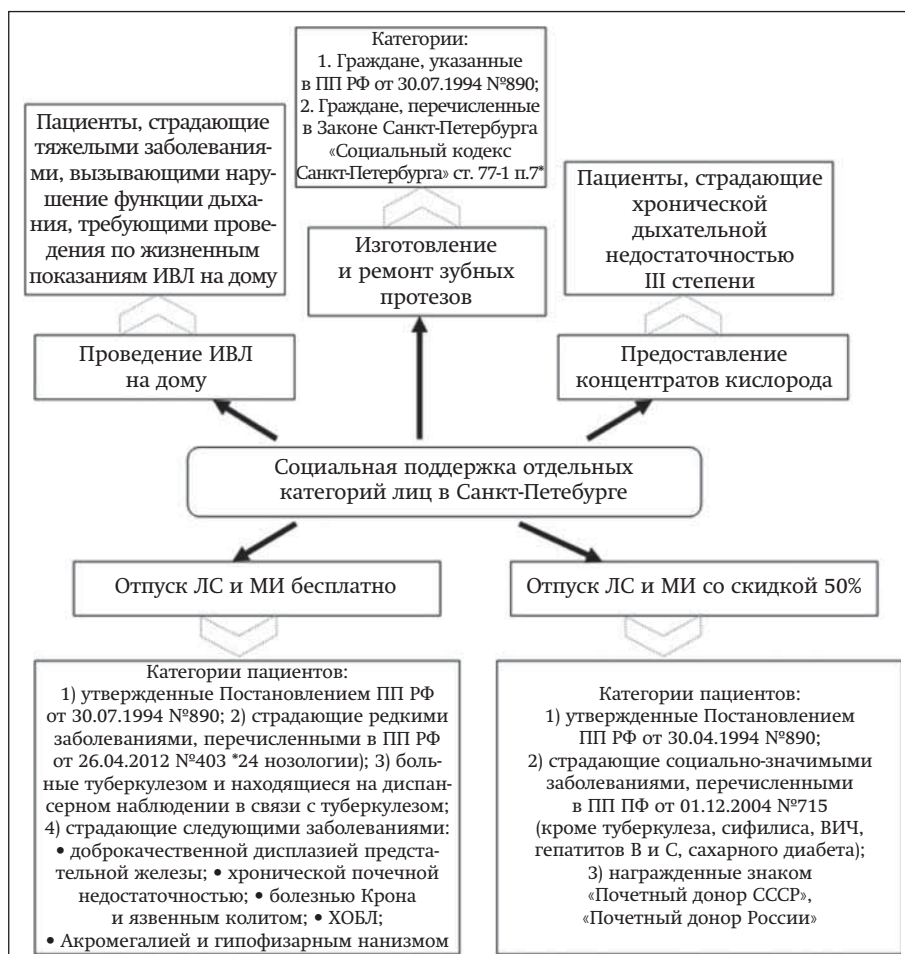 Категории:
1. Граждане, указанные
в ПП РФ от 30.07.1994 №890;
2. Граждане, перечисленные
в Законе Санкт-Петербурга
«Социальный кодекс
Санкт-Петербурга» ст. 77-1 п.7*
Пациенты, страдающие
тяжелыми заболевания-
ми, вызывающими нару-
шение функции дыха-
ния, требующими прове-
дения по жизненным
показаниям ИВЛ на дому
Пациенты, страдающие
хронической
дыхательной
недостаточностью
III степени
Изготовление
и ремонт зубных
протезов
Проведение ИВЛ
на дому
Предоставление
концентратов кислорода
Социальная поддержка отдельных
категорий лиц в Санкт-Петебурге
Отпуск ЛС и МИ бесплатно
Отпуск ЛС и МИ со скидкой 50%
Категории пациентов:
1) утвержденные Постановлением ПП РФ
от 30.07.1994 №890; 2) страдающие редкими
заболеваниями, перечисленными в ПП РФ
от 26.04.2012 №403 *24 нозологии); 3) боль-
ные туберкулезом и находящиеся на диспан-
серном наблюдении в связи с туберкулезом;
4) страдающие следующими заболеваниями:
• доброкачественной дисплазией предста-
тельной железы; • хронической почечной
недостаточностью; • болезнью Крона
и язвенным колитом; • ХОБЛ;
• Акромегалией и гипофизарным нанизмом
Категории пациентов:
1) утвержденные Постановлением
ПП РФ от 30.04.1994 №890;
2) страдающие социально-значимыми
заболеваниями, перечисленными
в ПП ПФ от 01.12.2004 №715
(кроме туберкулеза, сифилиса, ВИЧ,
гепатитов В и С, сахарного диабета);
3) награжденные знаком
«Почетный донор СССР»,
«Почетный донор России»